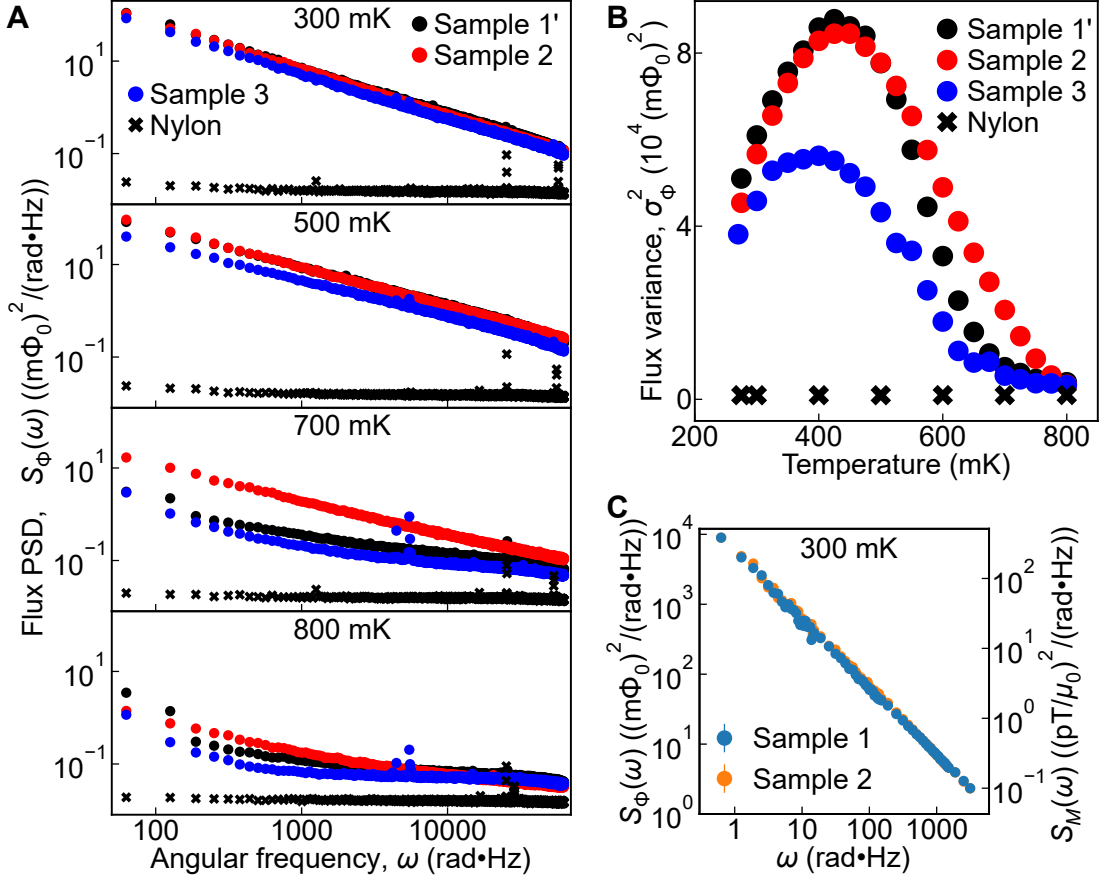 A
300 mK
Sample 1'
Sample 2
Sample 3
Nylon
10¹
10⁻¹
500 mK
10¹
10⁻¹
700 mK
10¹
10⁻¹
800 mK
10¹
10⁻¹
100
1000
10000
Angular frequency, ω (rad•Hz)
Flux PSD, S_Φ(ω) ((mΦ₀)²/(rad•Hz))
B
Sample 1'
Sample 2
Sample 3
Nylon
8
4
0
200
400
600
800
Temperature (mK)
Flux variance, σ²_Φ (10⁴ (mΦ₀)²)
C
300 mK
Sample 1
Sample 2
10⁴
10³
10²
10¹
10⁰
10²
10¹
10⁰
10⁻¹
1
10
100
1000
ω (rad•Hz)
S_Φ(ω) ((mΦ₀)²/(rad•Hz))
S_M(ω) ((pT/μ₀)²/(rad•Hz))